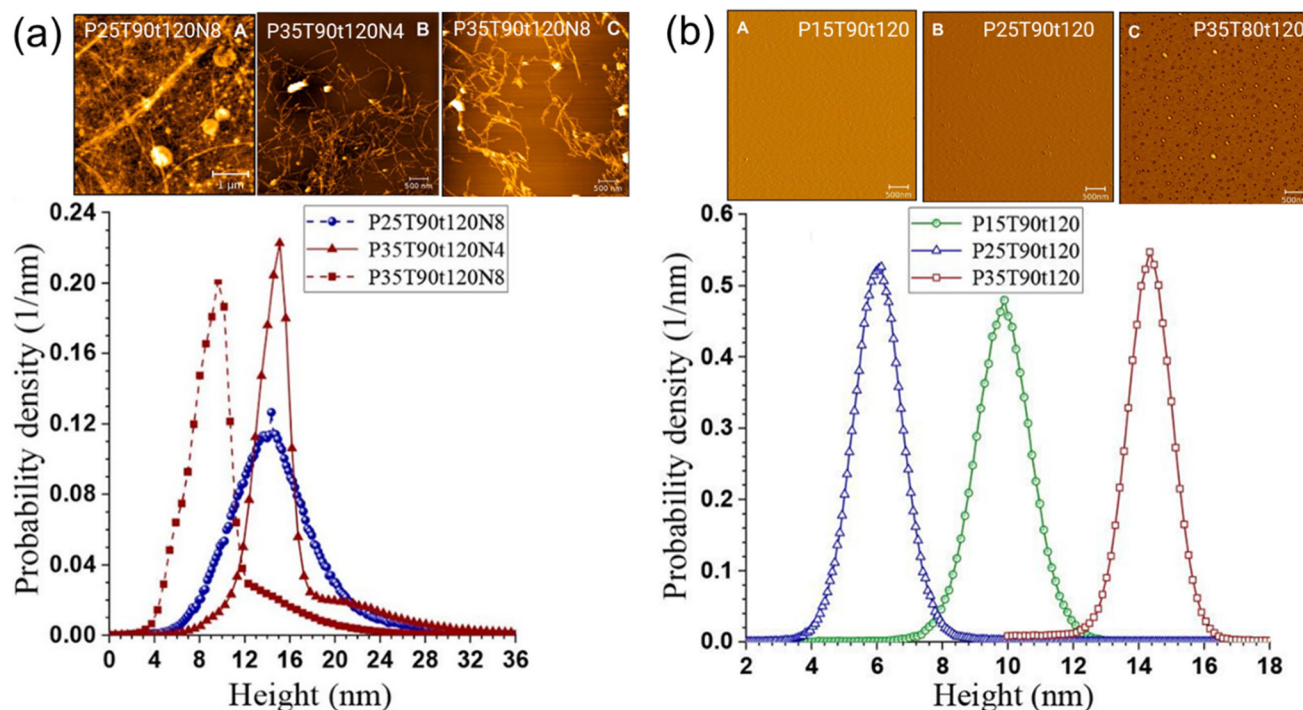 (a)
P25T90t120N8 A
P35T90t120N4 B
P35T90t120N8 C
1 µm
500 nm
500 nm
P25T90t120N8
P35T90t120N4
P35T90t120N8
Probability density (1/nm)
0.24
0.20
0.16
0.12
0.08
0.04
0.00
0 4 8 12 16 20 24 28 32 36
Height (nm)
(b)
A P15T90t120
B P25T90t120
C P35T80t120
500nm
500nm
500nm
P15T90t120
P25T90t120
P35T90t120
Probability density (1/nm)
0.6
0.5
0.4
0.3
0.2
0.1
0.0
2 4 6 8 10 12 14 16 18
Height (nm)